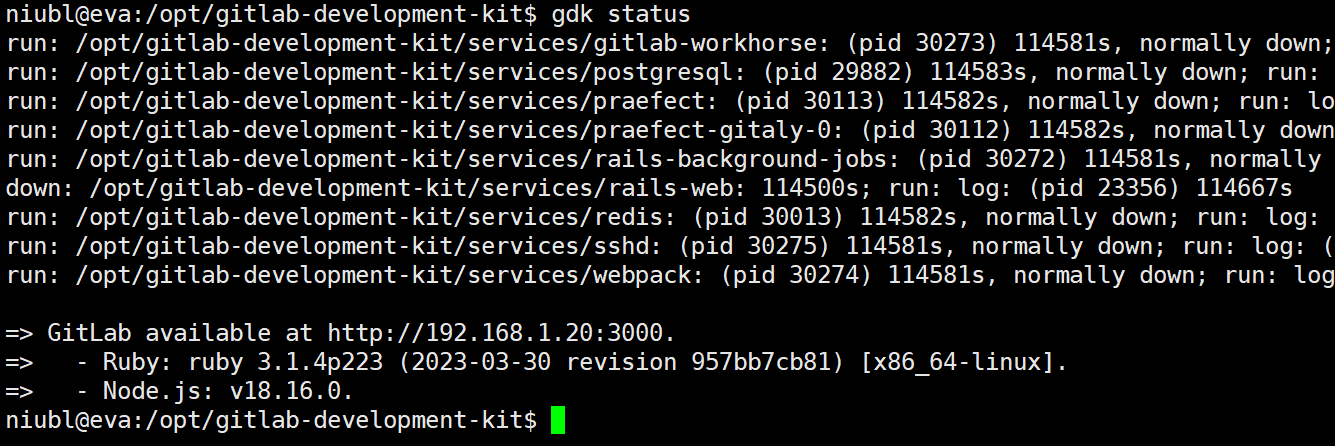 niubl@eva:/opt/gitlab-development-kit$ gdk status
run: /opt/gitlab-development-kit/services/gitlab-workhorse: (pid 30273) 114581s, normally down;
run: /opt/gitlab-development-kit/services/postgresql: (pid 29882) 114583s, normally down; run:
run: /opt/gitlab-development-kit/services/praefect: (pid 30113) 114582s, normally down; run: lo
run: /opt/gitlab-development-kit/services/praefect-gitaly-0: (pid 30112) 114582s, normally down
run: /opt/gitlab-development-kit/services/rails-background-jobs: (pid 30272) 114581s, normally
down: /opt/gitlab-development-kit/services/rails-web: 114500s; run: log: (pid 23356) 114667s
run: /opt/gitlab-development-kit/services/redis: (pid 30013) 114582s, normally down; run: log:
run: /opt/gitlab-development-kit/services/sshd: (pid 30275) 114581s, normally down; run: log: (
run: /opt/gitlab-development-kit/services/webpack: (pid 30274) 114581s, normally down; run: log
=> GitLab available at http://192.168.1.20:3000.
=>   - Ruby: ruby 3.1.4p223 (2023-03-30 revision 957bb7cb81) [x86_64-linux].
=>   - Node.js: v18.16.0.
niubl@eva:/opt/gitlab-development-kit$